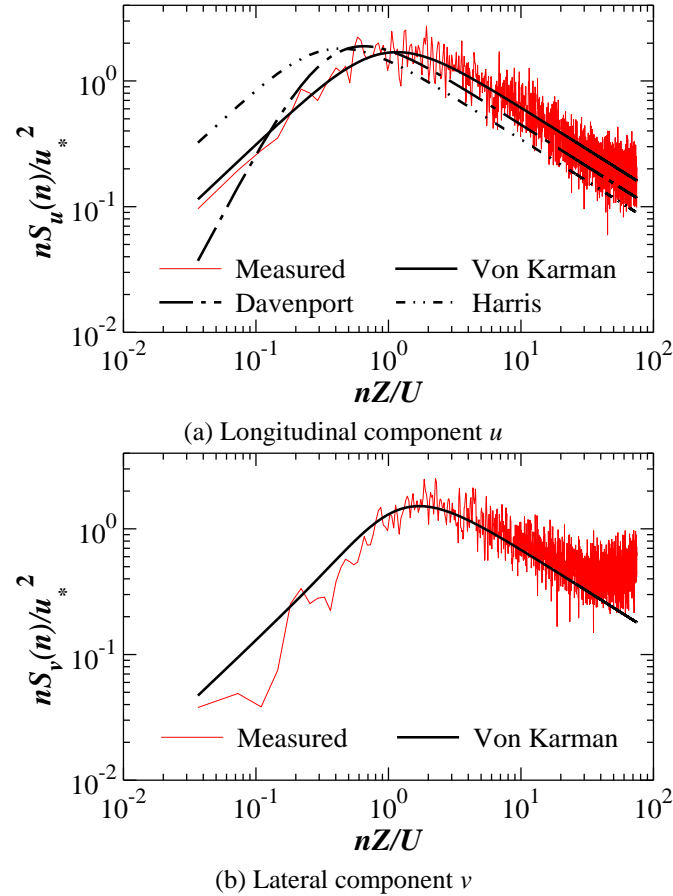 10^1
10^0
10^-1
10^-2
nS_u(n)/u_*^2
Measured Von Karman
Davenport Harris
10^-2 10^-1 10^0 10^1 10^2
nZ/U
(a) Longitudinal component u
10^0
10^-1
10^-2
nS_v(n)/u_*^2
Measured Von Karman
10^-2 10^-1 10^0 10^1 10^2
nZ/U
(b) Lateral component v